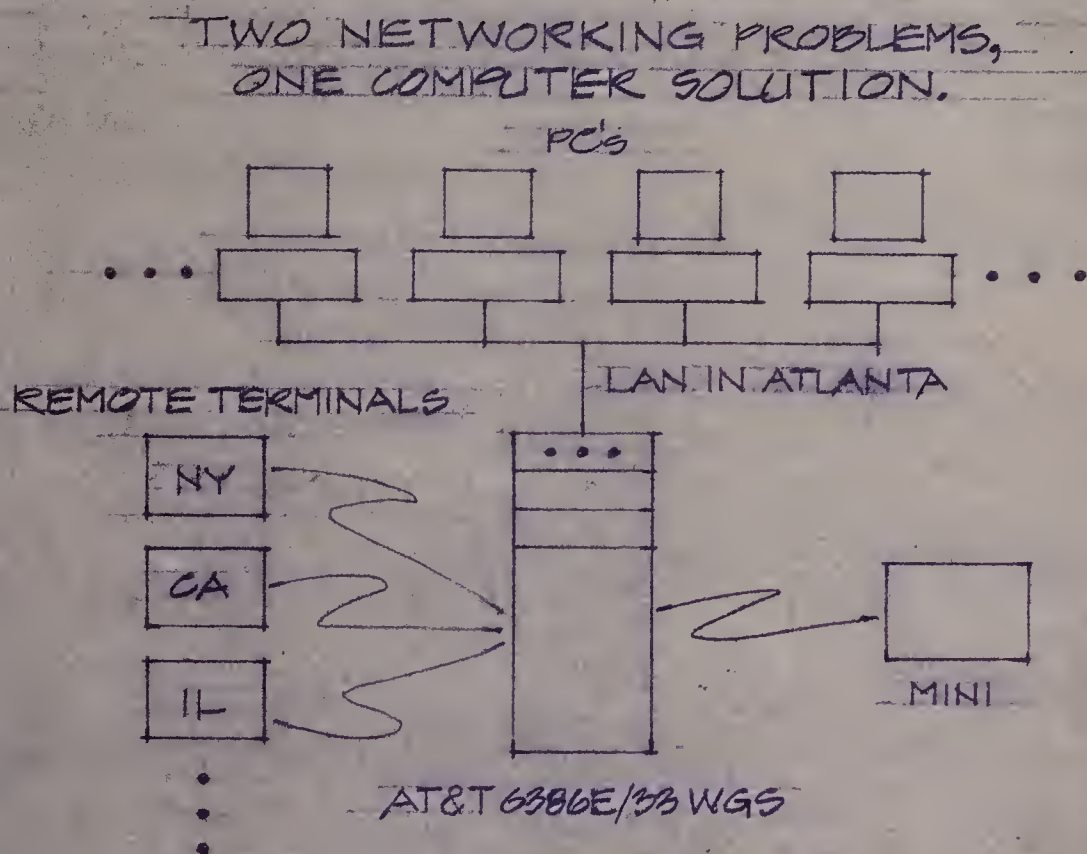 TWO NETWORKING PROBLEMS,
ONE COMPUTER SOLUTION.
PC'S
LAN IN ATLANTA
REMOTE TERMINALS
NY
CA
IL
MINI
AT&T 6386E/33 WGS